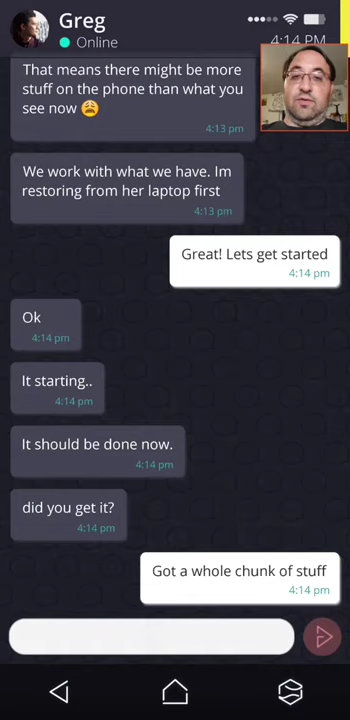 Greg
Online
4:14 PM
That means there might be more
stuff on the phone than what you
see now 😩
4:13 pm
We work with what we have. Im
restoring from her laptop first
4:13 pm
Great! Lets get started
4:14 pm
Ok
4:14 pm
It starting..
4:14 pm
It should be done now.
4:14 pm
did you get it?
4:14 pm
Got a whole chunk of stuff
4:14 pm